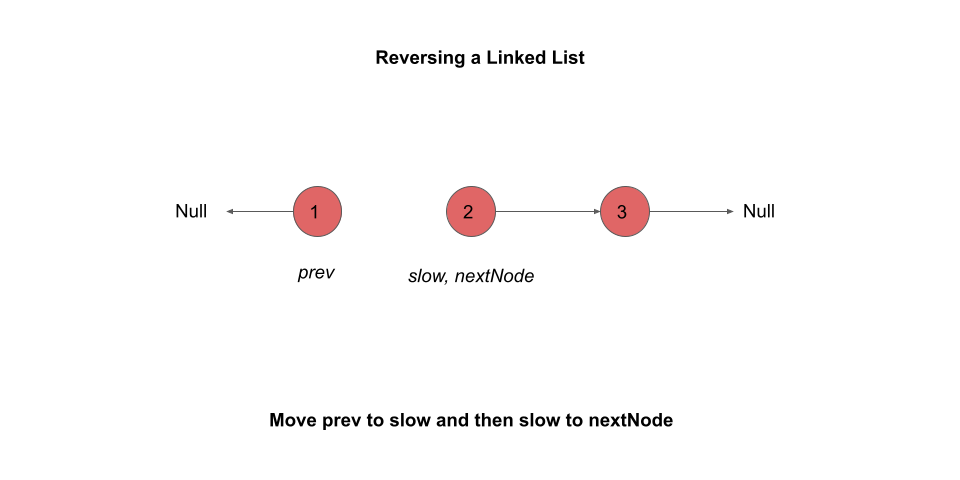 Reversing a Linked List
Null 1 2 3 Null
prev slow, nextNode
Move prev to slow and then slow to nextNode